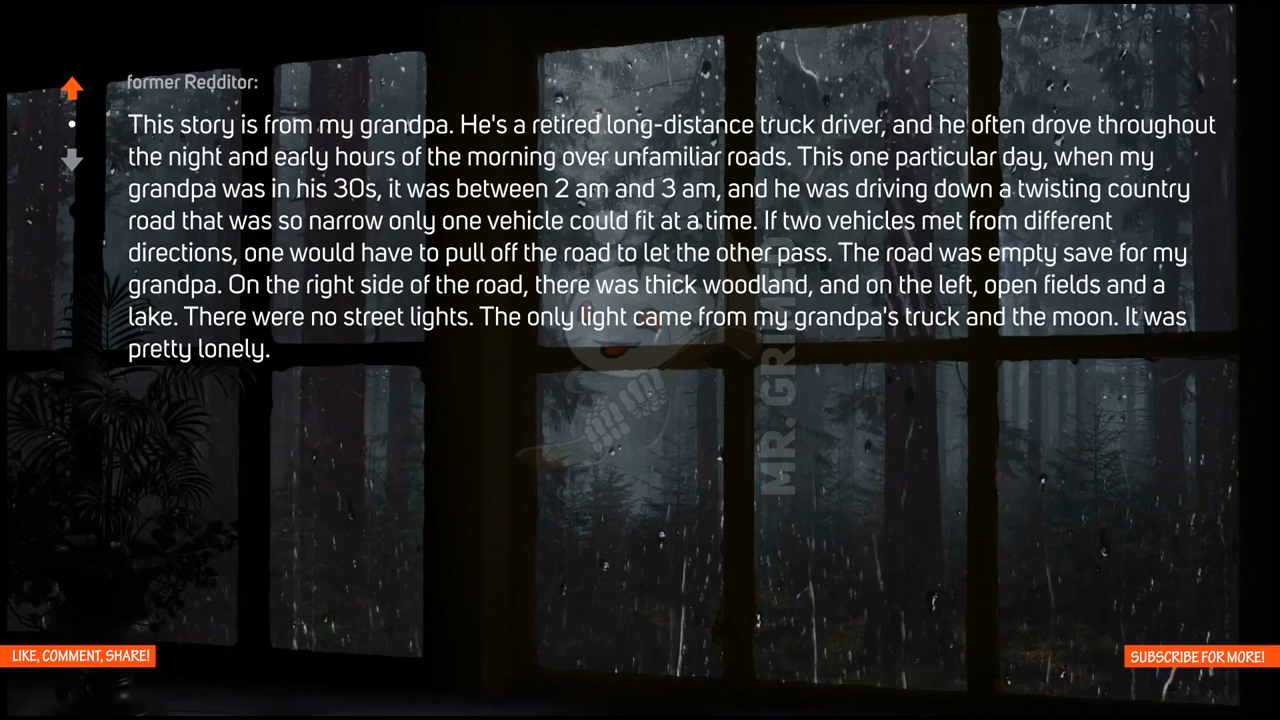 former Redditor:
This story is from my grandpa. He's a retired long-distance truck driver, and he often drove throughout
the night and early hours of the morning over unfamiliar roads. This one particular day, when my
grandpa was in his 30s, it was between 2 am and 3 am, and he was driving down a twisting country
road that was so narrow only one vehicle could fit at a time. If two vehicles met from different
directions, one would have to pull off the road to let the other pass. The road was empty save for my
grandpa. On the right side of the road, there was thick woodland, and on the left, open fields and a
lake. There were no street lights. The only light came from my grandpa's truck and the moon. It was
pretty lonely.
MR. GRIMED
LIKE, COMMENT, SHARE!
SUBSCRIBE FOR MORE!